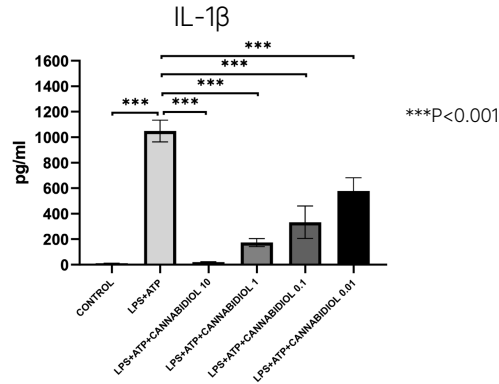 IL-1β
***
***
***
***
***
***P<0.001
pg/ml
1600
1400
1200
1000
800
600
400
200
0
CONTROL
LPS+ATP
LPS+ATP+CANNABIDIOL 10
LPS+ATP+CANNABIDIOL 1
LPS+ATP+CANNABIDIOL 0.1
LPS+ATP+CANNABIDIOL 0.01